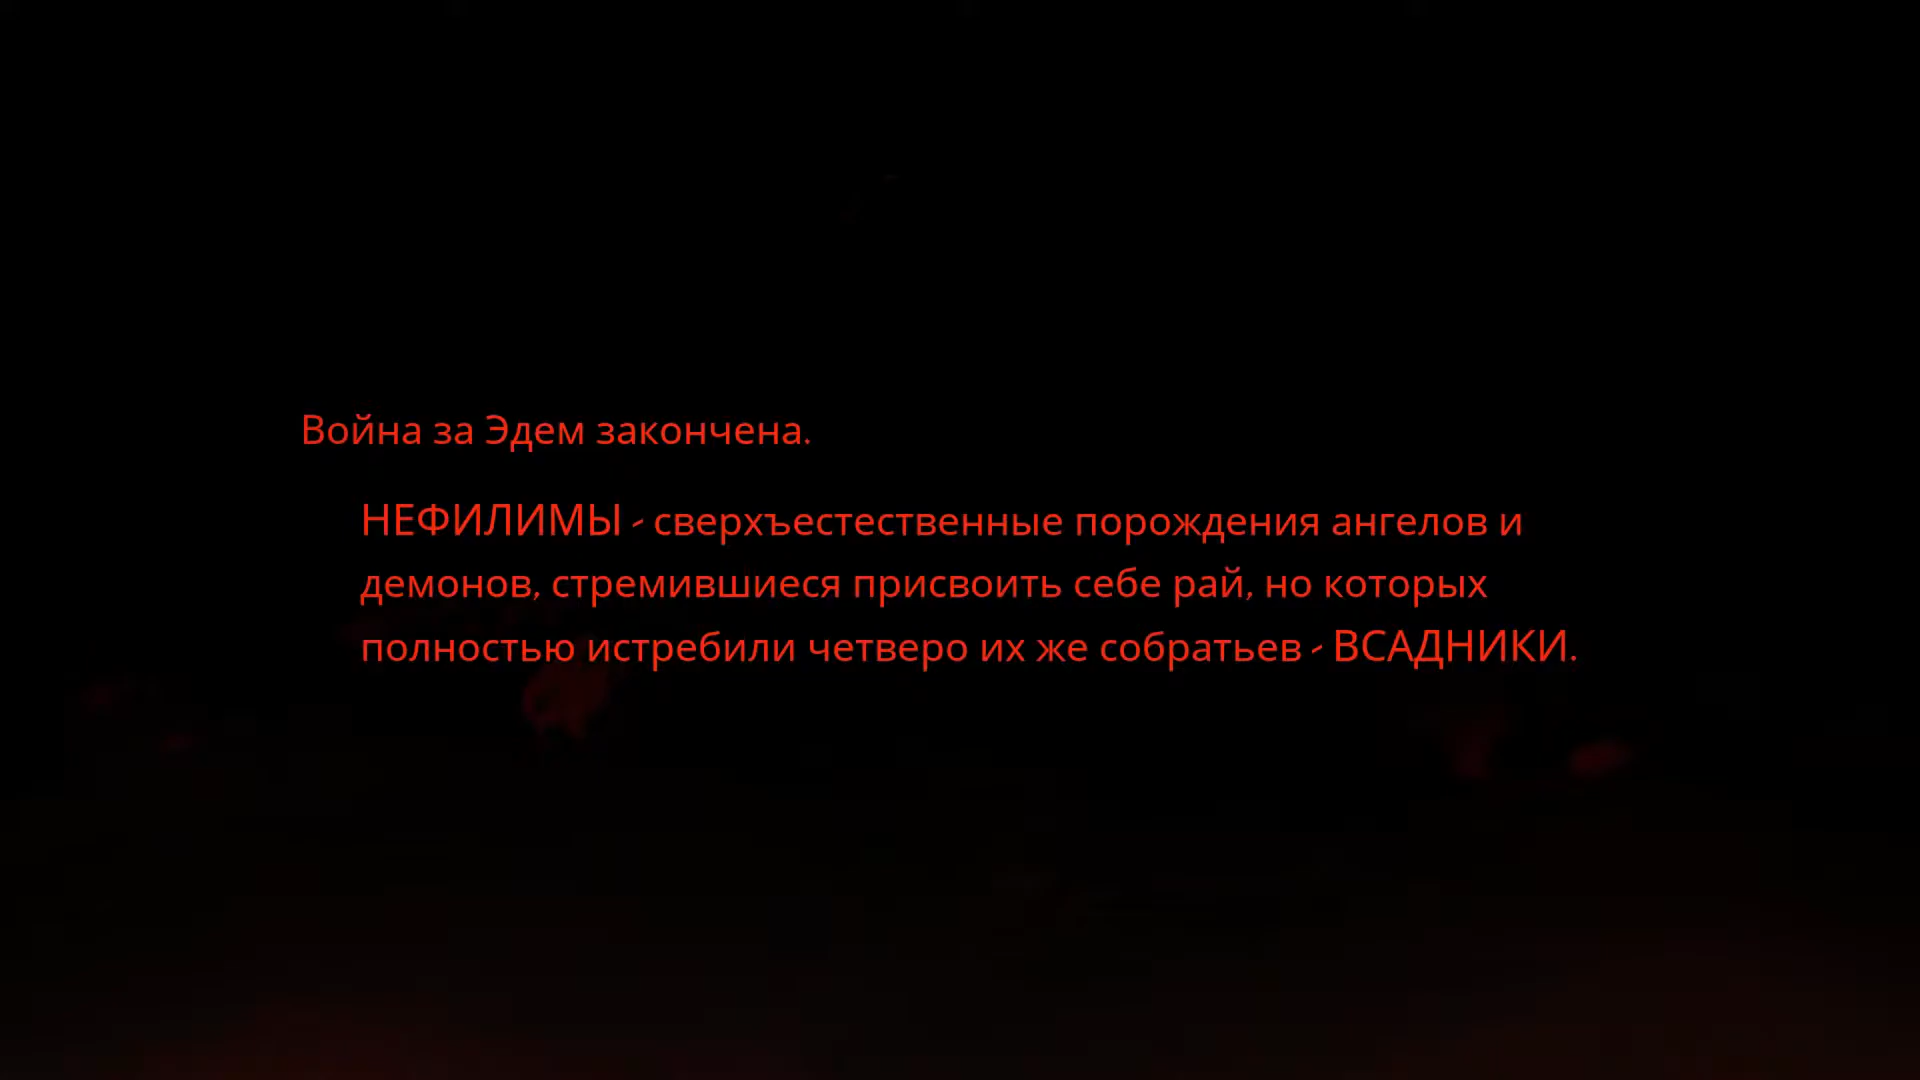 Война за Эдем закончена.
НЕФИЛИМЫ - сверхъестественные порождения ангелов и
демонов, стремившиеся присвоить себе рай, но которых
полностью истребили четверо их же собратьев - ВСАДНИКИ.